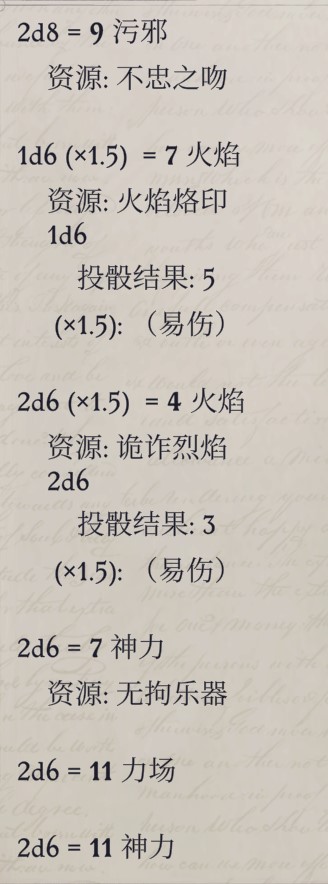 2d8 = 9 污邪
资源: 不忠之吻
1d6 (×1.5) = 7 火焰
资源: 火焰烙印
1d6
投骰结果: 5
(×1.5): （易伤）
2d6 (×1.5) = 4 火焰
资源: 诡诈烈焰
2d6
投骰结果: 3
(×1.5): （易伤）
2d6 = 7 神力
资源: 无拘乐器
2d6 = 11 力场
2d6 = 11 神力